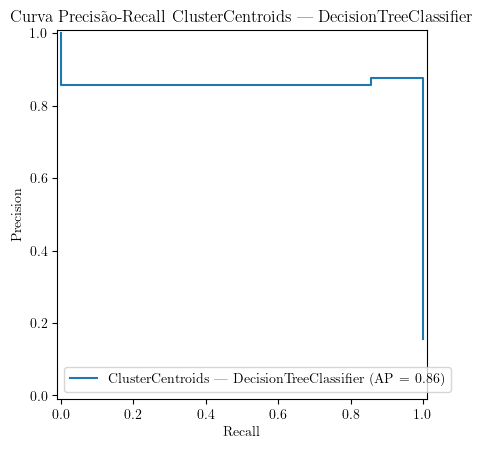 Curva Precisão-Recall ClusterCentroids — DecisionTreeClassifier
1.0
0.8
0.6
0.4
0.2
0.0
Precision
ClusterCentroids — DecisionTreeClassifier (AP = 0.86)
0.0 0.2 0.4 0.6 0.8 1.0
Recall